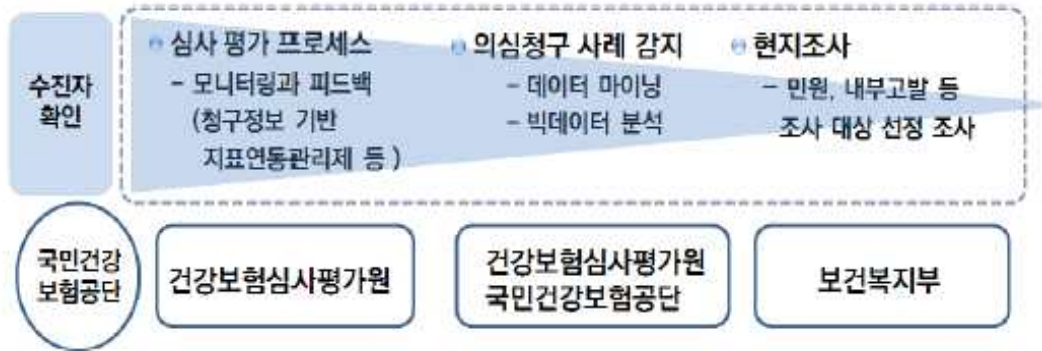 수진자
확인
심사 평가 프로세스
- 모니터링과 피드백
(청구정보 기반
지표연동관리제 등 )
의심청구 사례 감지
- 데이터 마이닝
- 빅데이터 분석
현지조사
- 민원, 내부고발 등
조사 대상 선정 조사
국민건강
보험공단
건강보험심사평가원
건강보험심사평가원
국민건강보험공단
보건복지부